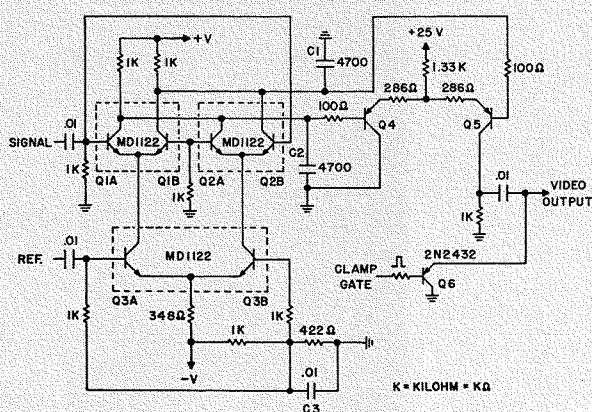 +V
C1
4700
+25 V
1K
1K
1.33K
100Ω
286Ω
286Ω
100Ω
.01
SIGNAL
MD1122
MD1122
Q4
Q5
C2
4700
.01
VIDEO
OUTPUT
1K
Q1A
Q1B
1K
Q2A
Q2B
1K
2N2432
REF.
.01
MD1122
CLAMP
GATE
Q6
Q3A
Q3B
1K
348Ω
1K
1K
422Ω
-V
.01
C3
K = KILOHM = KΩ